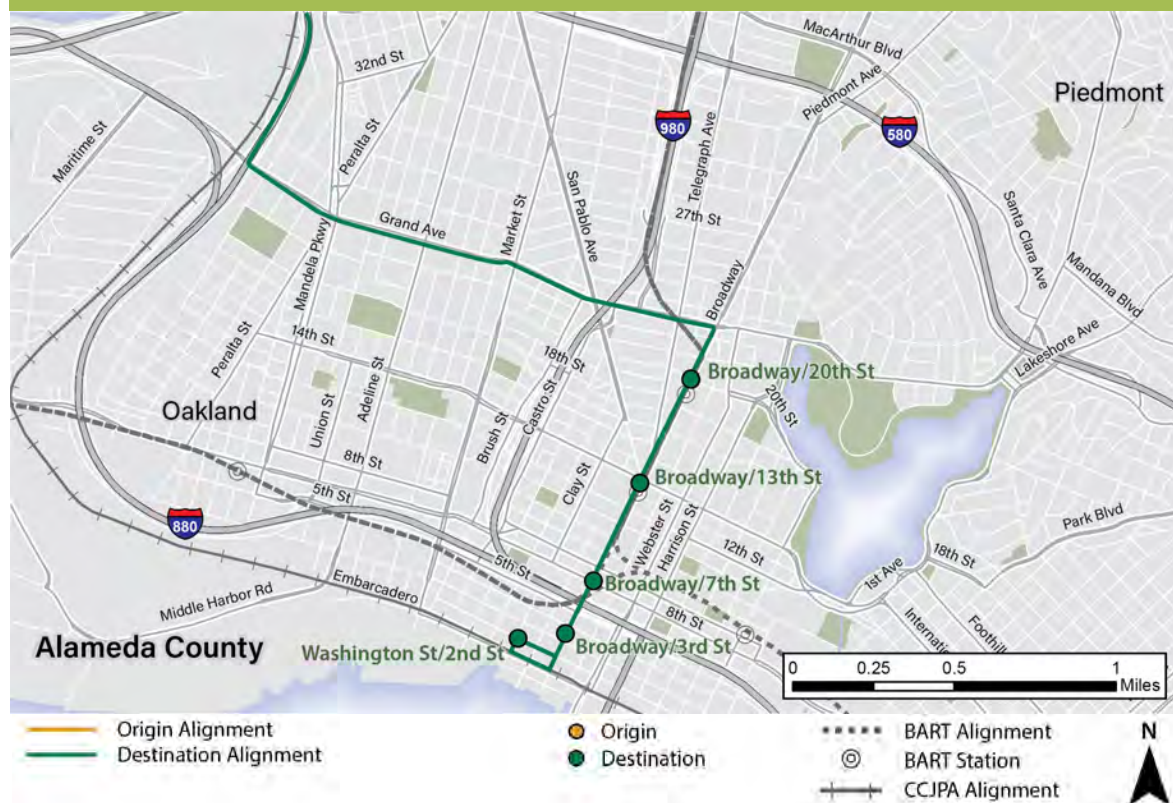 MacArthur Blvd
32nd St
Piedmont Ave
Piedmont
980
580
Maritime St
Peralta St
Telegraph Ave
San Pablo Ave
27th St
Santa Clara Ave
Market St
Grand Ave
Mandela Pkwy
Broadway
Mandana Blvd
Lakeshore Ave
Peralta St
14th St
18th St
Broadway/20th St
20th St
Oakland
Union St
Adeline St
Brush St
Castro St
8th St
5th St
Clay St
Broadway/13th St
Webster St
Harrison St
880
Park Blvd
12th St
18th St
1st Ave
5th St
Embarcadero
Middle Harbor Rd
Broadway/7th St
8th St
Internatio
Foothill
Alameda County
Washington St/2nd St
Broadway/3rd St
0 0.25 0.5 1
Miles
Origin Alignment
Destination Alignment
Origin
Destination
BART Alignment
BART Station
CCJPA Alignment
N